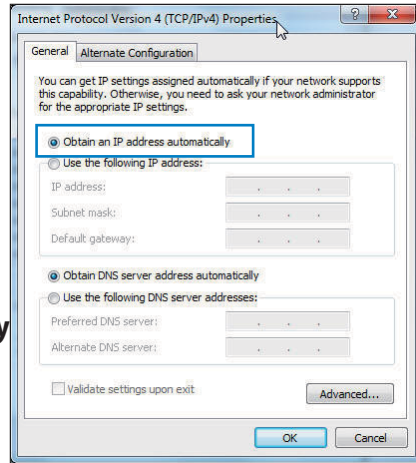 Internet Protocol Version 4 (TCP/IPv4) Properties
General
Alternate Configuration
You can get IP settings assigned automatically if your network supports
this capability. Otherwise, you need to ask your network administrator
for the appropriate IP settings.
Obtain an IP address automatically
Use the following IP address:
IP address:
Subnet mask:
Default gateway:
Obtain DNS server address automatically
Use the following DNS server addresses:
Preferred DNS server:
y
Alternate DNS server:
Validate settings upon exit
Advanced...
OK
Cancel